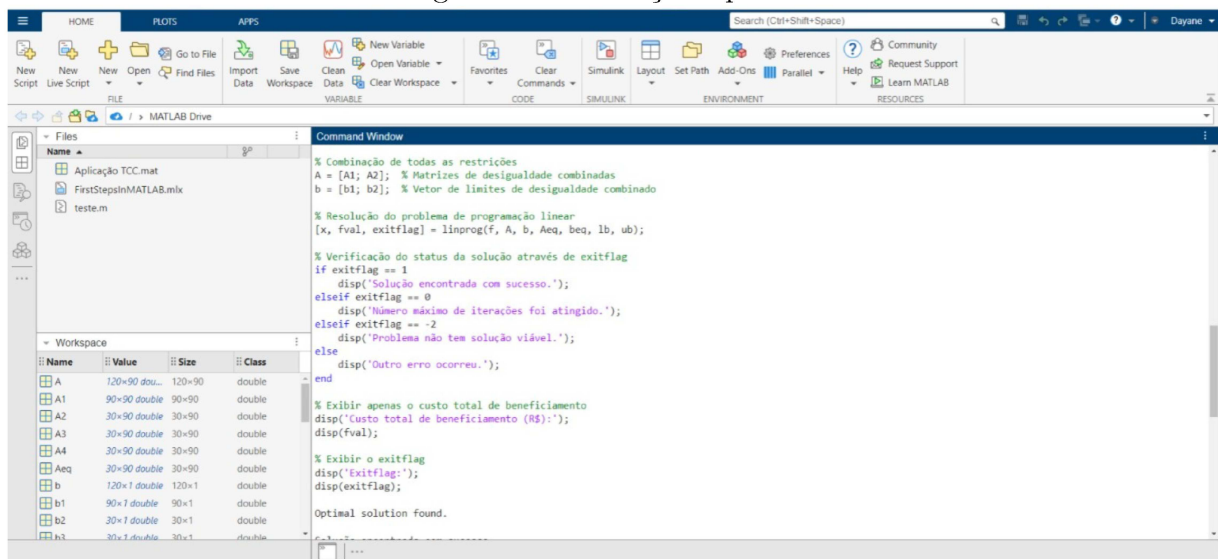 HOME PLOTS APPS Search (Ctrl+Shift+Space) Dayane
New Script
New Live Script
New
Open
Go to File
Find Files
Import Data
Save Workspace
Clean Data
New Variable
Open Variable
Clear Workspace
Favorites
Clear Commands
Simulink
Layout
Set Path
Add-Ons
Preferences
Parallel
Help
Community
Request Support
Learn MATLAB
FILE VARIABLE CODE SIMULINK ENVIRONMENT RESOURCES
/ > MATLAB Drive
Files
Name
Aplicação TCC.mat
FirstStepsInMATLAB.mlx
teste.m
Workspace
Name Value Size Class
A 120×90 dou... 120×90 double
A1 90×90 double 90×90 double
A2 30×90 double 30×90 double
A3 30×90 double 30×90 double
A4 30×90 double 30×90 double
Aeq 30×90 double 30×90 double
b 120×1 double 120×1 double
b1 90×1 double 90×1 double
b2 30×1 double 30×1 double
b3 30×1 double 30×1 double
Command Window
% Combinação de todas as restrições
A = [A1; A2]; % Matrizes de desigualdade combinadas
b = [b1; b2]; % Vetor de limites de desigualdade combinado
% Resolução do problema de programação linear
[x, fval, exitflag] = linprog(f, A, b, Aeq, beq, lb, ub);
% Verificação do status da solução através de exitflag
if exitflag == 1
disp('Solução encontrada com sucesso.');
elseif exitflag == 0
disp('Número máximo de iterações foi atingido.');
elseif exitflag == -2
disp('Problema não tem solução viável.');
else
disp('Outro erro ocorreu.');
end
% Exibir apenas o custo total de beneficiamento
disp('Custo total de beneficiamento (R$):');
disp(fval);
% Exibir o exitflag
disp('Exitflag:');
disp(exitflag);
Optimal solution found.